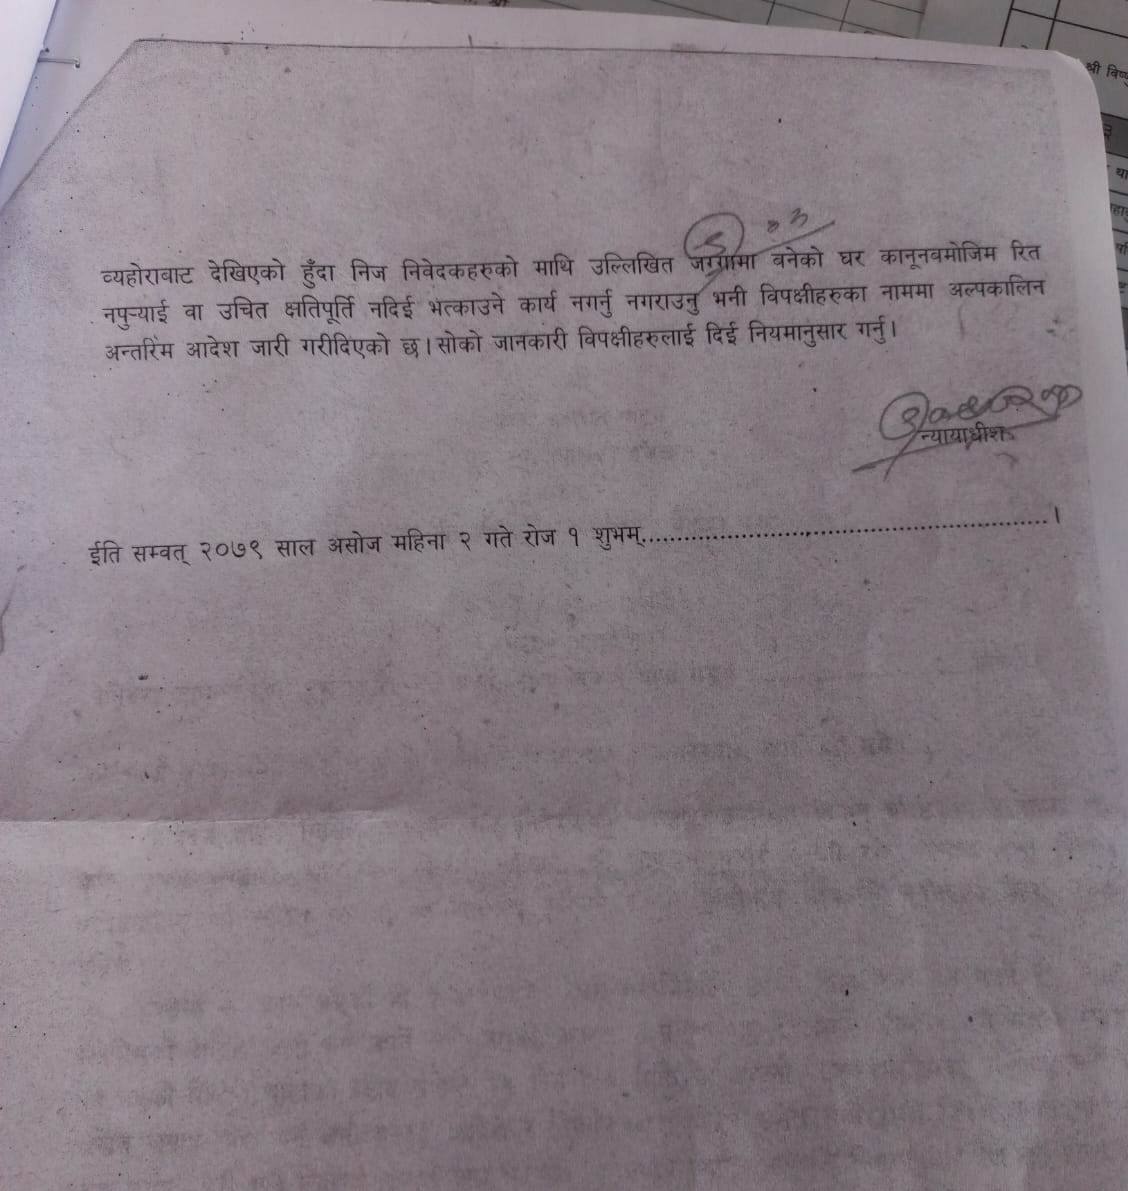 व्यहोराबाट देखिएको हुँदा निज निवेदकहरुको माथि उल्लिखित जग्गामा बनेको घर कानूनबमोजिम रित
नपुऱ्याई वा उचित क्षतिपूर्ति नदिई भत्काउने कार्य नगर्नु नगराउनु भनी विपक्षीहरुका नाममा अल्पकालिन
अन्तरिम आदेश जारी गरीदिएको छ। सोको जानकारी विपक्षीहरुलाई दिई नियमानुसार गर्नु।
न्यायाधीश
ईति सम्वत् २०७९ साल असोज महिना २ गते रोज १ शुभम्..........................................।
श्री
३